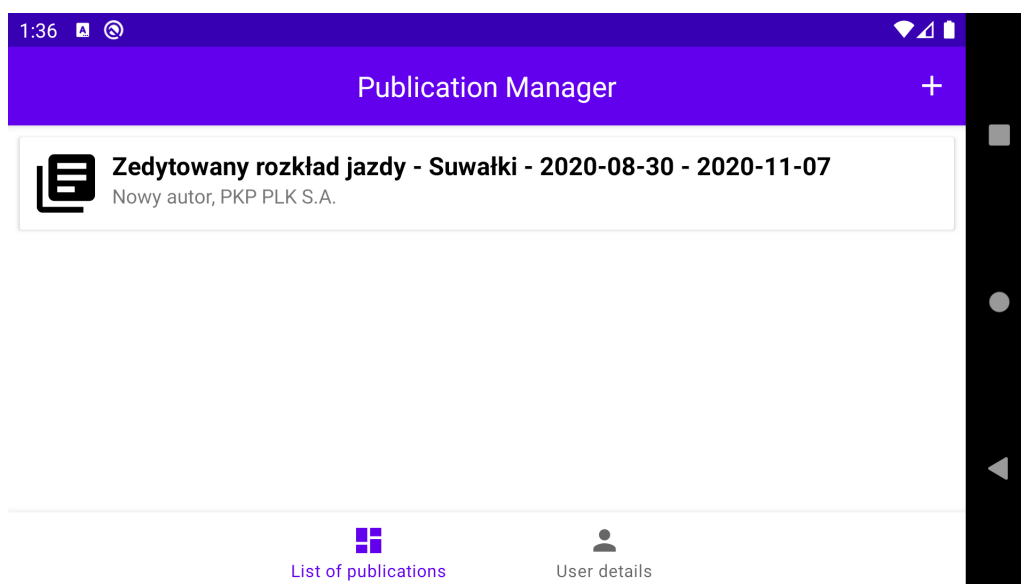 1:36
Publication Manager
Zedytowany rozkład jazdy - Suwałki - 2020-08-30 - 2020-11-07
Nowy autor, PKP PLK S.A.
List of publications
User details